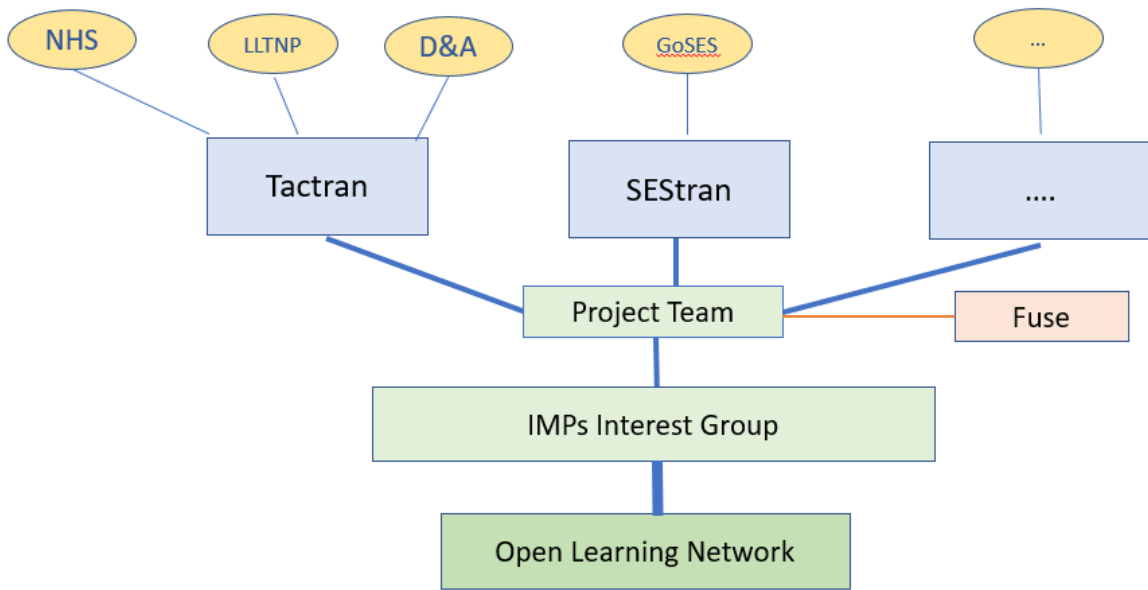 NHS
LLTNP
D&A
GoSES
...
Tactran
SEStran
....
Project Team
Fuse
IMPs Interest Group
Open Learning Network